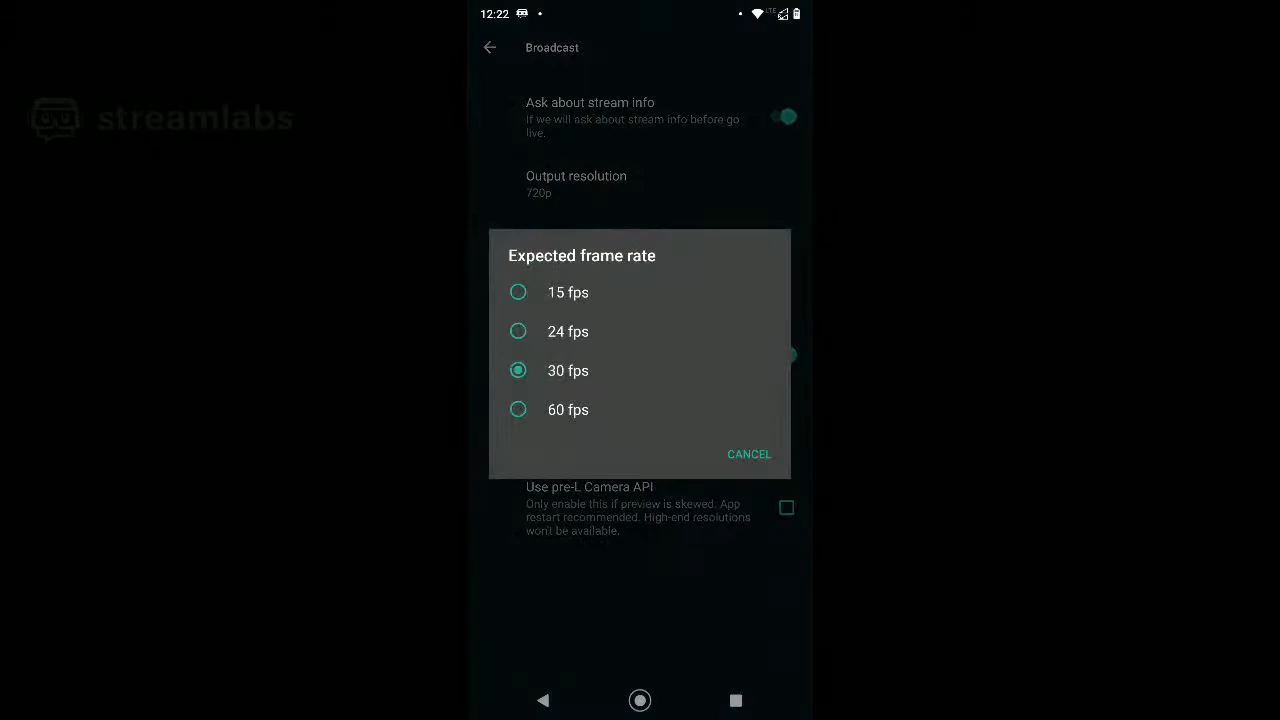 12:22
LTE
Broadcast
streamlabs
Ask about stream info
If we will ask about stream info before go
live.
Output resolution
720p
Expected frame rate
15 fps
24 fps
30 fps
60 fps
CANCEL
Use pre-L Camera API
Only enable this if preview is skewed. App
restart recommended. High-end resolutions
won't be available.